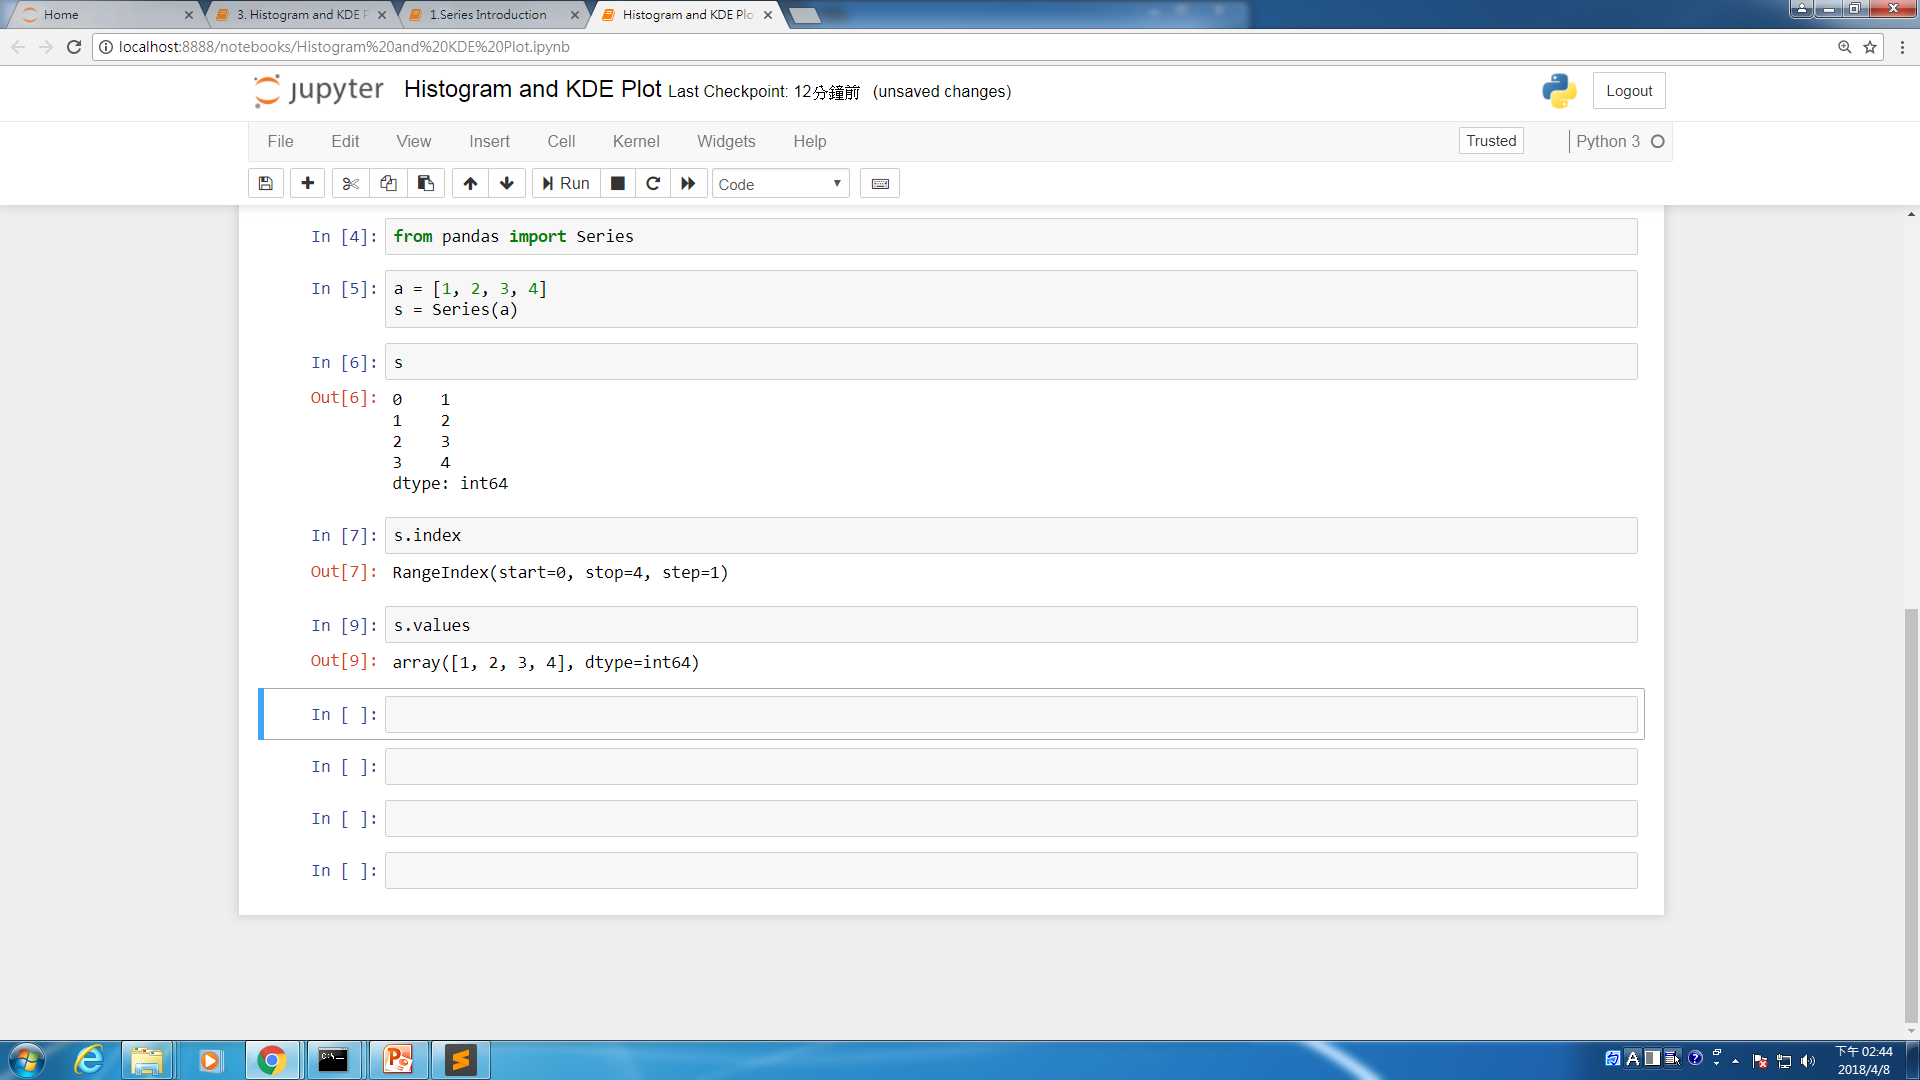 Home
3. Histogram and KDE P
1.Series Introduction
Histogram and KDE Plo
localhost:8888/notebooks/Histogram%20and%20KDE%20Plot.ipynb
jupyter Histogram and KDE Plot Last Checkpoint: 12分鐘前 (unsaved changes)
Logout
File Edit View Insert Cell Kernel Widgets Help
Trusted
Python 3
Run
Code
In [4]: from pandas import Series
In [5]: a = [1, 2, 3, 4]
s = Series(a)
In [6]: s
Out[6]: 0    1
1    2
2    3
3    4
dtype: int64
In [7]: s.index
Out[7]: RangeIndex(start=0, stop=4, step=1)
In [9]: s.values
Out[9]: array([1, 2, 3, 4], dtype=int64)
In [ ]:
In [ ]:
In [ ]:
In [ ]:
A
下午 02:44
2018/4/8